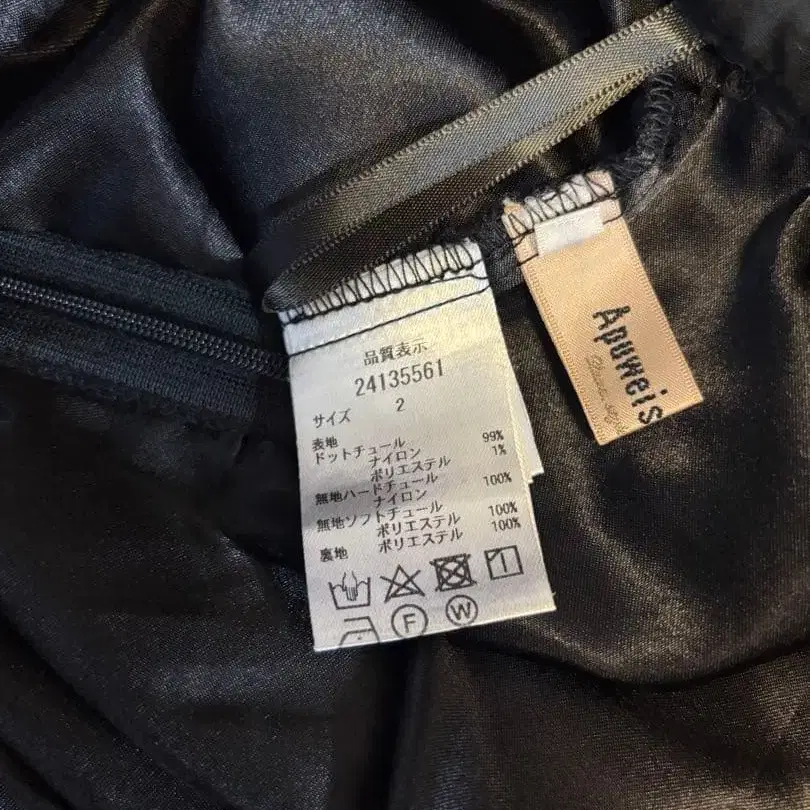 品質表示
24135561
サイズ 2
表地
ドットチュール
ナイロン 99%
ポリエステル 1%
無地ハードチュール
ナイロン 100%
無地ソフトチュール
ポリエステル 100%
裏地 ポリエステル 100%
F
W
Apuweis